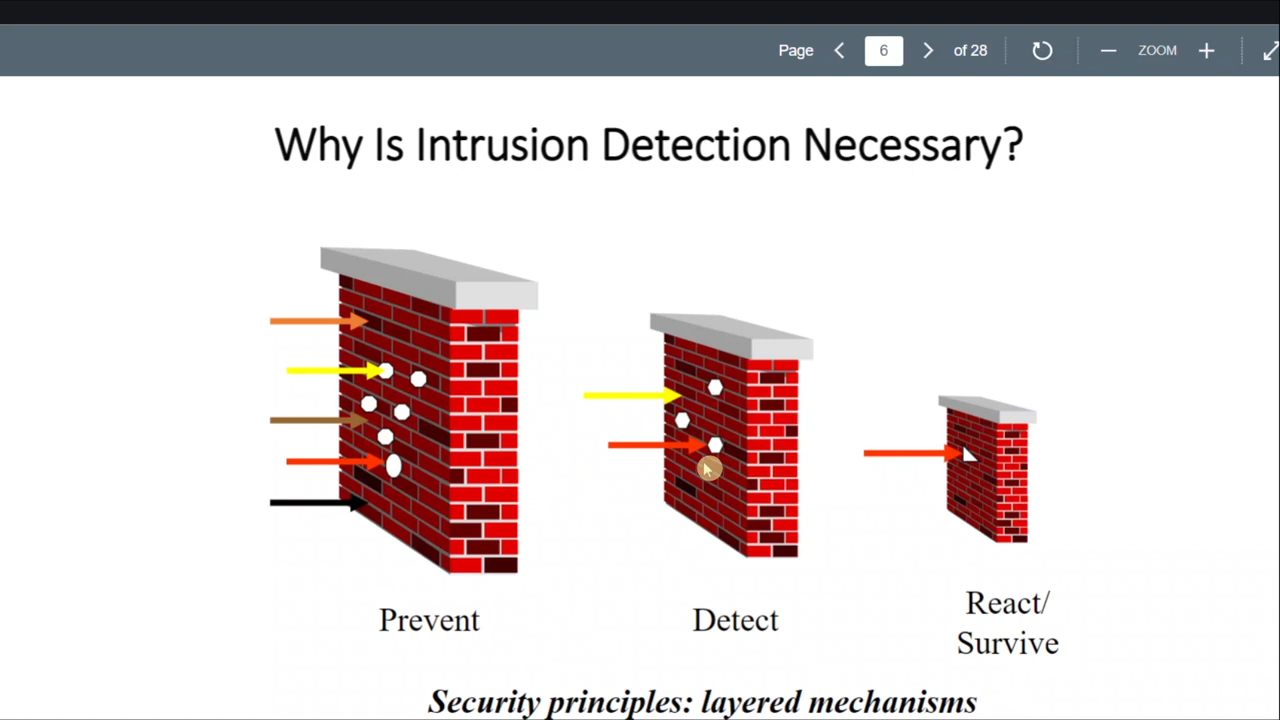 Page 6 of 28 ZOOM
Why Is Intrusion Detection Necessary?
Prevent
Detect
React/
Survive
Security principles: layered mechanisms